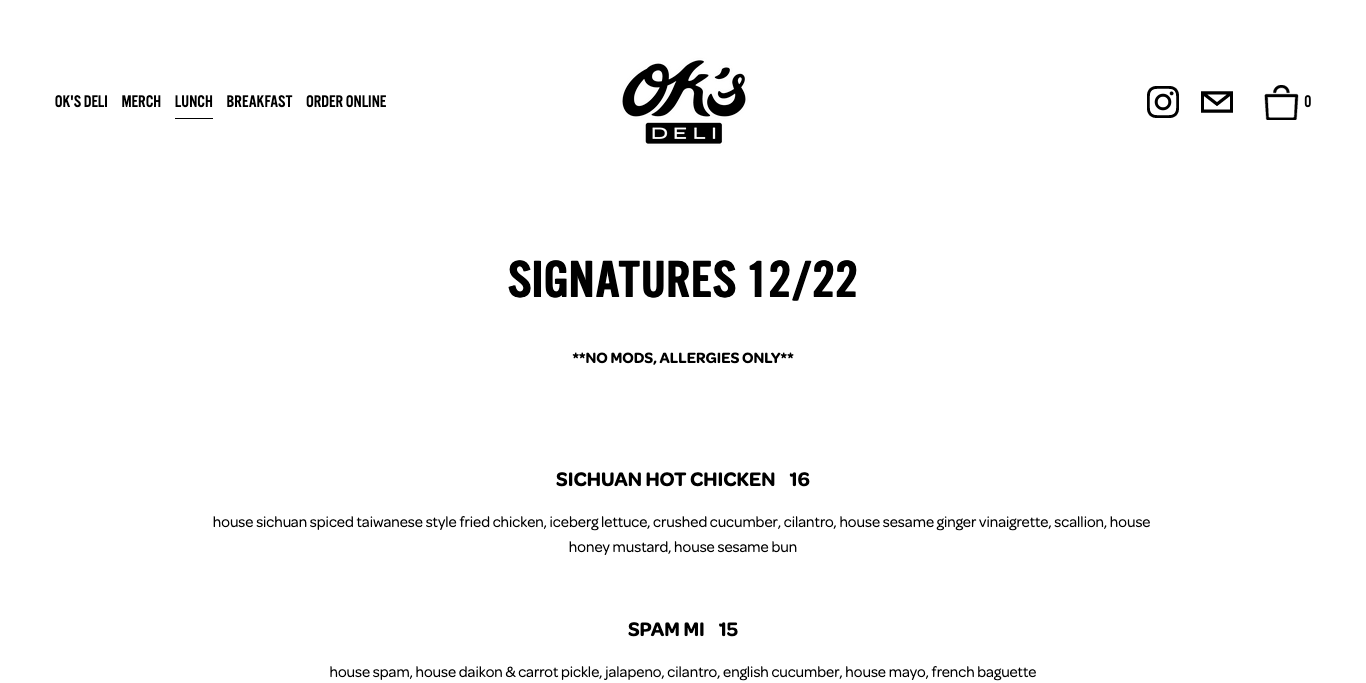 OK'S DELI MERCH LUNCH BREAKFAST ORDER ONLINE
OK's
DELI
0
SIGNATURES 12/22
**NO MODS, ALLERGIES ONLY**
SICHUAN HOT CHICKEN 16
house sichuan spiced taiwanese style fried chicken, iceberg lettuce, crushed cucumber, cilantro, house sesame ginger vinaigrette, scallion, house
honey mustard, house sesame bun
SPAM MI 15
house spam, house daikon & carrot pickle, jalapeno, cilantro, english cucumber, house mayo, french baguette